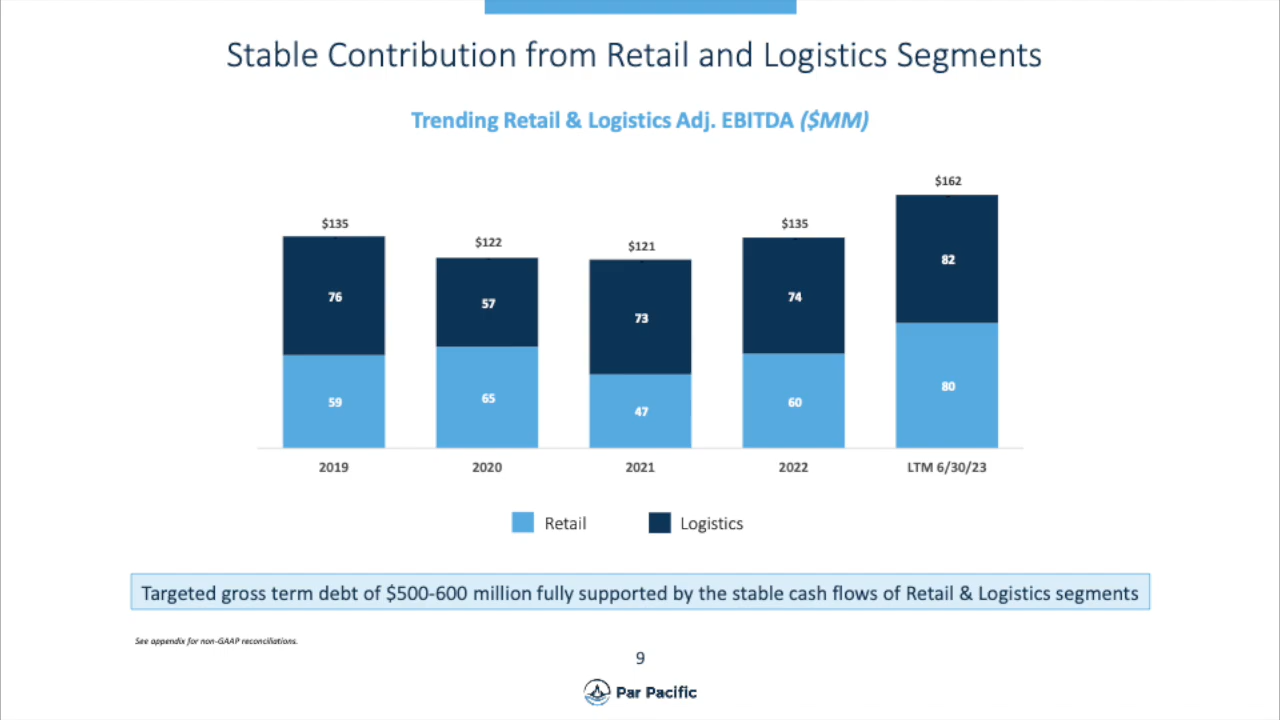 Stable Contribution from Retail and Logistics Segments
Trending Retail & Logistics Adj. EBITDA ($MM)
$135
$122
$121
$135
$162
76
57
73
74
82
59
65
47
60
80
2019
2020
2021
2022
LTM 6/30/23
Retail
Logistics
Targeted gross term debt of $500-600 million fully supported by the stable cash flows of Retail & Logistics segments
See appendix for non-GAAP reconciliations.
9
Par Pacific